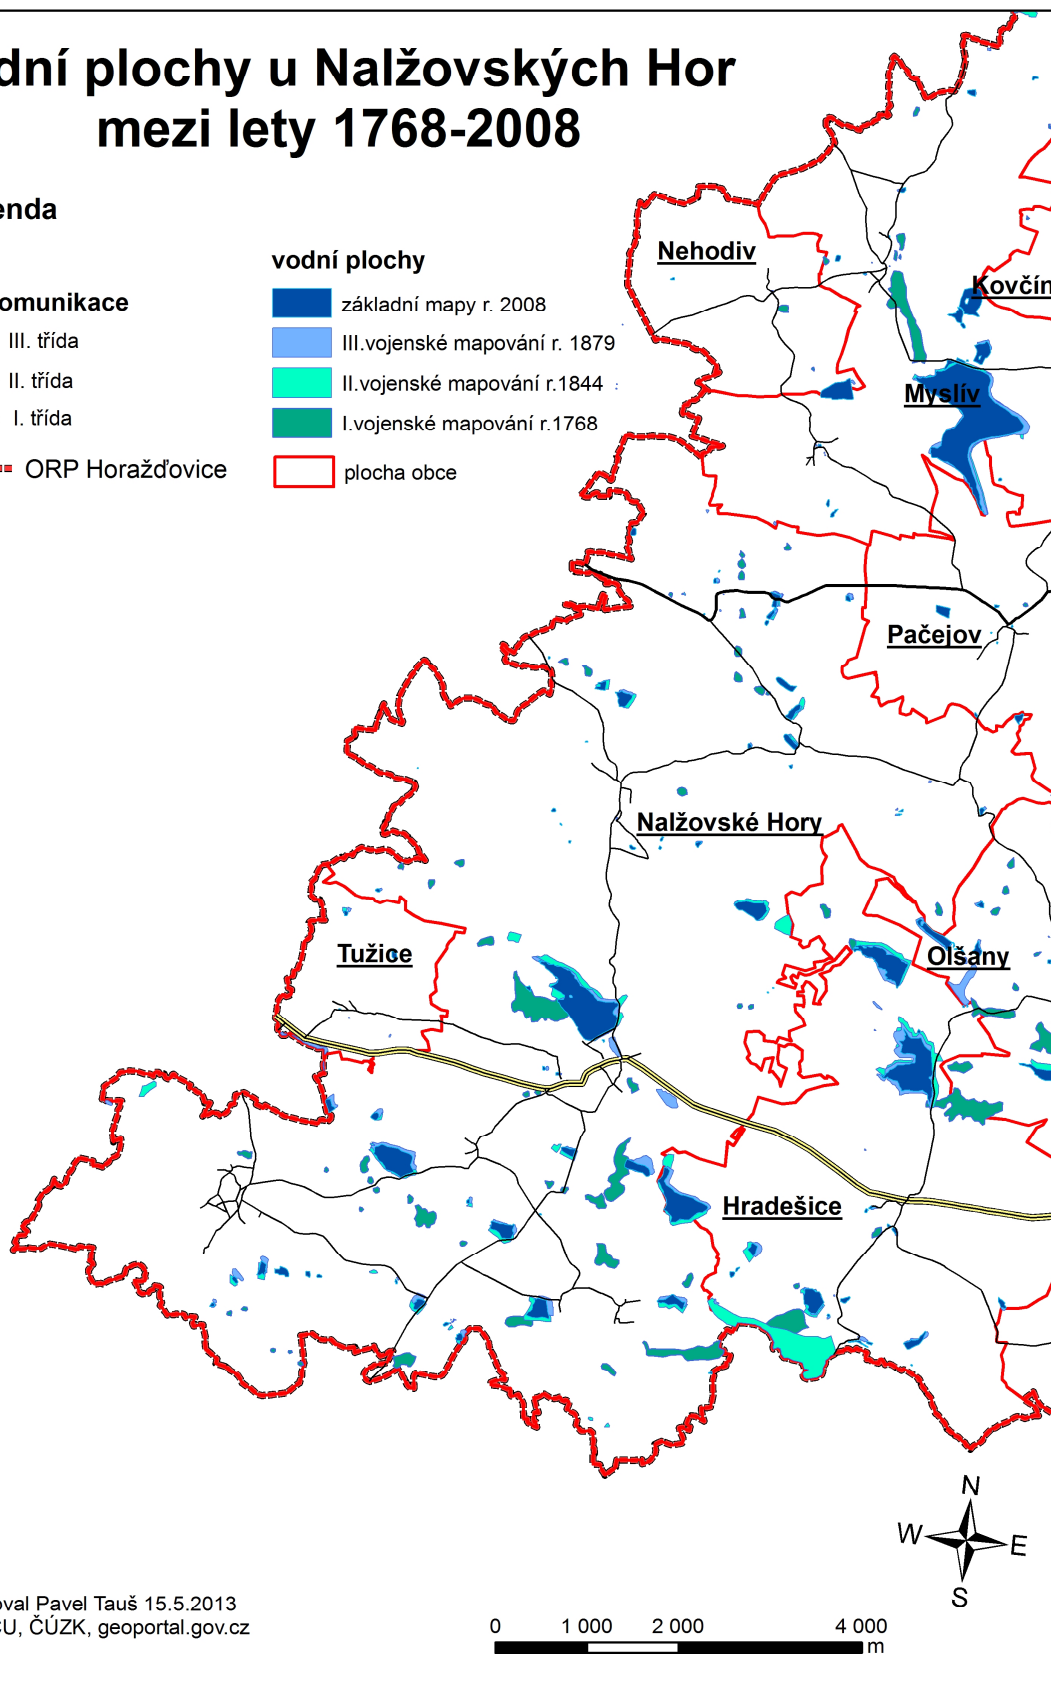 dní plochy u Nalžovských Hor
mezi lety 1768-2008
enda
vodní plochy
omunikace
III. třída
II. třída
I. třída
ORP Horažďovice
základní mapy r. 2008
III.vojenské mapování r. 1879
II.vojenské mapování r.1844
I.vojenské mapování r.1768
plocha obce
Nehodiv
Kovčín
Myslív
Pačejov
Nalžovské Hory
Tužice
Olšany
Hradešice
N
W
E
S
oval Pavel Tauš 15.5.2013
CU, ČÚZK, geoportal.gov.cz
0 1 000 2 000 4 000
m